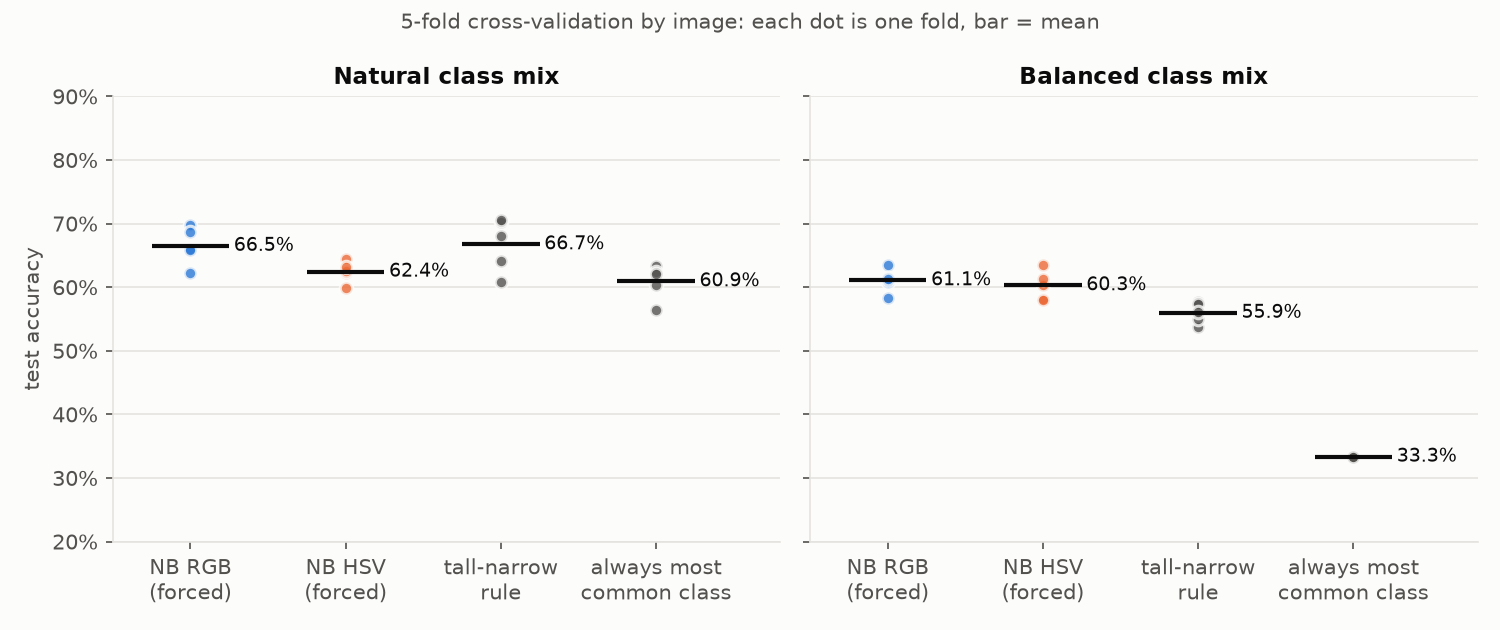 5-fold cross-validation by image: each dot is one fold, bar = mean
Natural class mix
Balanced class mix
test accuracy
90%
80%
70%
60%
50%
40%
30%
20%
66.5%
62.4%
66.7%
60.9%
61.1%
60.3%
55.9%
33.3%
NB RGB
(forced)
NB HSV
(forced)
tall-narrow
rule
always most
common class
NB RGB
(forced)
NB HSV
(forced)
tall-narrow
rule
always most
common class